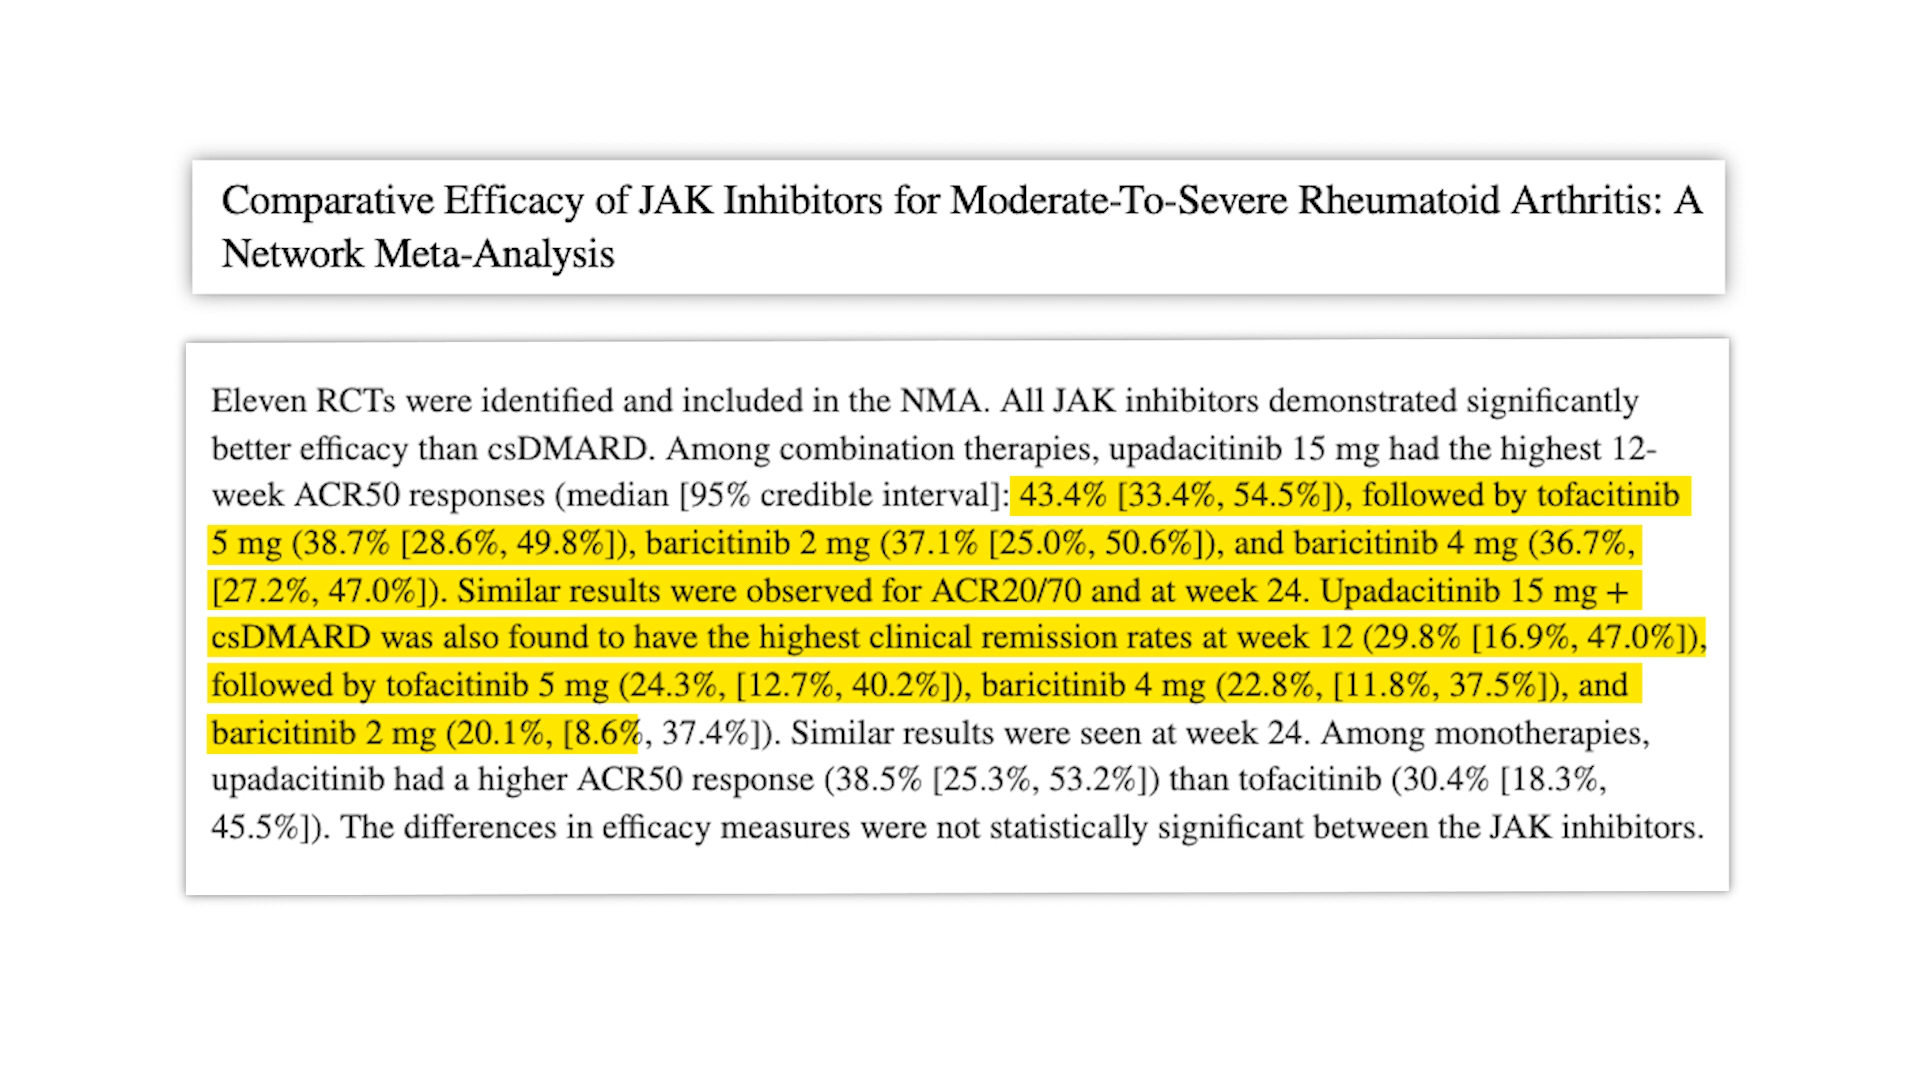 Comparative Efficacy of JAK Inhibitors for Moderate-To-Severe Rheumatoid Arthritis: A
Network Meta-Analysis
Eleven RCTs were identified and included in the NMA. All JAK inhibitors demonstrated significantly
better efficacy than csDMARD. Among combination therapies, upadacitinib 15 mg had the highest 12-
week ACR50 responses (median [95% credible interval]: 43.4% [33.4%, 54.5%]), followed by tofacitinib
5 mg (38.7% [28.6%, 49.8%]), baricitinib 2 mg (37.1% [25.0%, 50.6%]), and baricitinib 4 mg (36.7%,
[27.2%, 47.0%]). Similar results were observed for ACR20/70 and at week 24. Upadacitinib 15 mg +
csDMARD was also found to have the highest clinical remission rates at week 12 (29.8% [16.9%, 47.0%]),
followed by tofacitinib 5 mg (24.3%, [12.7%, 40.2%]), baricitinib 4 mg (22.8%, [11.8%, 37.5%]), and
baricitinib 2 mg (20.1%, [8.6%, 37.4%]). Similar results were seen at week 24. Among monotherapies,
upadacitinib had a higher ACR50 response (38.5% [25.3%, 53.2%]) than tofacitinib (30.4% [18.3%,
45.5%]). The differences in efficacy measures were not statistically significant between the JAK inhibitors.